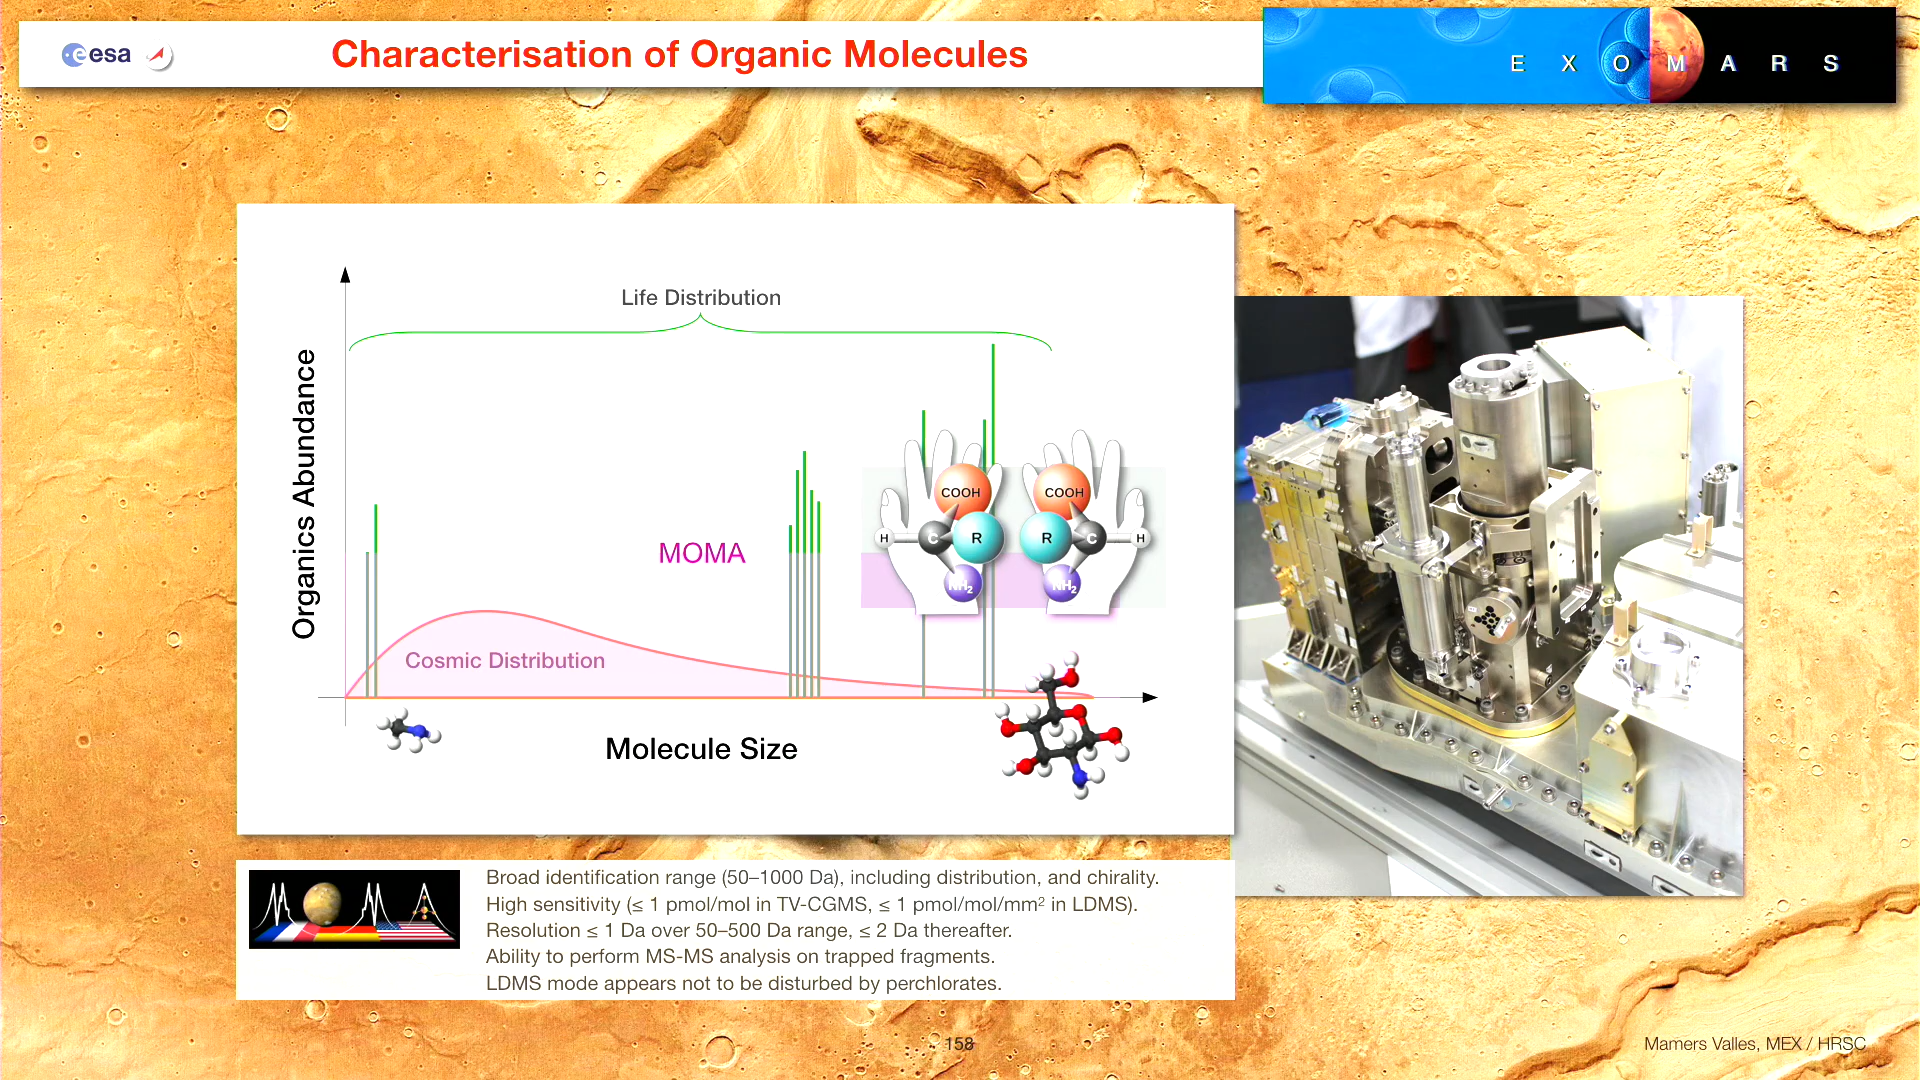 esa
Characterisation of Organic Molecules
E X O M A R S
Life Distribution
Organics Abundance
MOMA
COOH
COOH
H
C
R
R
C
H
NH2
NH2
Cosmic Distribution
Molecule Size
Broad identification range (50–1000 Da), including distribution, and chirality.
High sensitivity (≤ 1 pmol/mol in TV-CGMS, ≤ 1 pmol/mol/mm² in LDMS).
Resolution ≤ 1 Da over 50–500 Da range, ≤ 2 Da thereafter.
Ability to perform MS-MS analysis on trapped fragments.
LDMS mode appears not to be disturbed by perchlorates.
158
Mamers Valles, MEX / HRSC